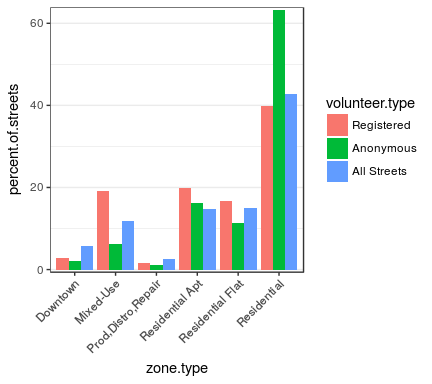 percent.of.streets
60
40
20
0
Downtown
Mixed-Use
Prod,Distro,Repair
Residential Apt
Residential Flat
Residential
zone.type
volunteer.type
Registered
Anonymous
All Streets